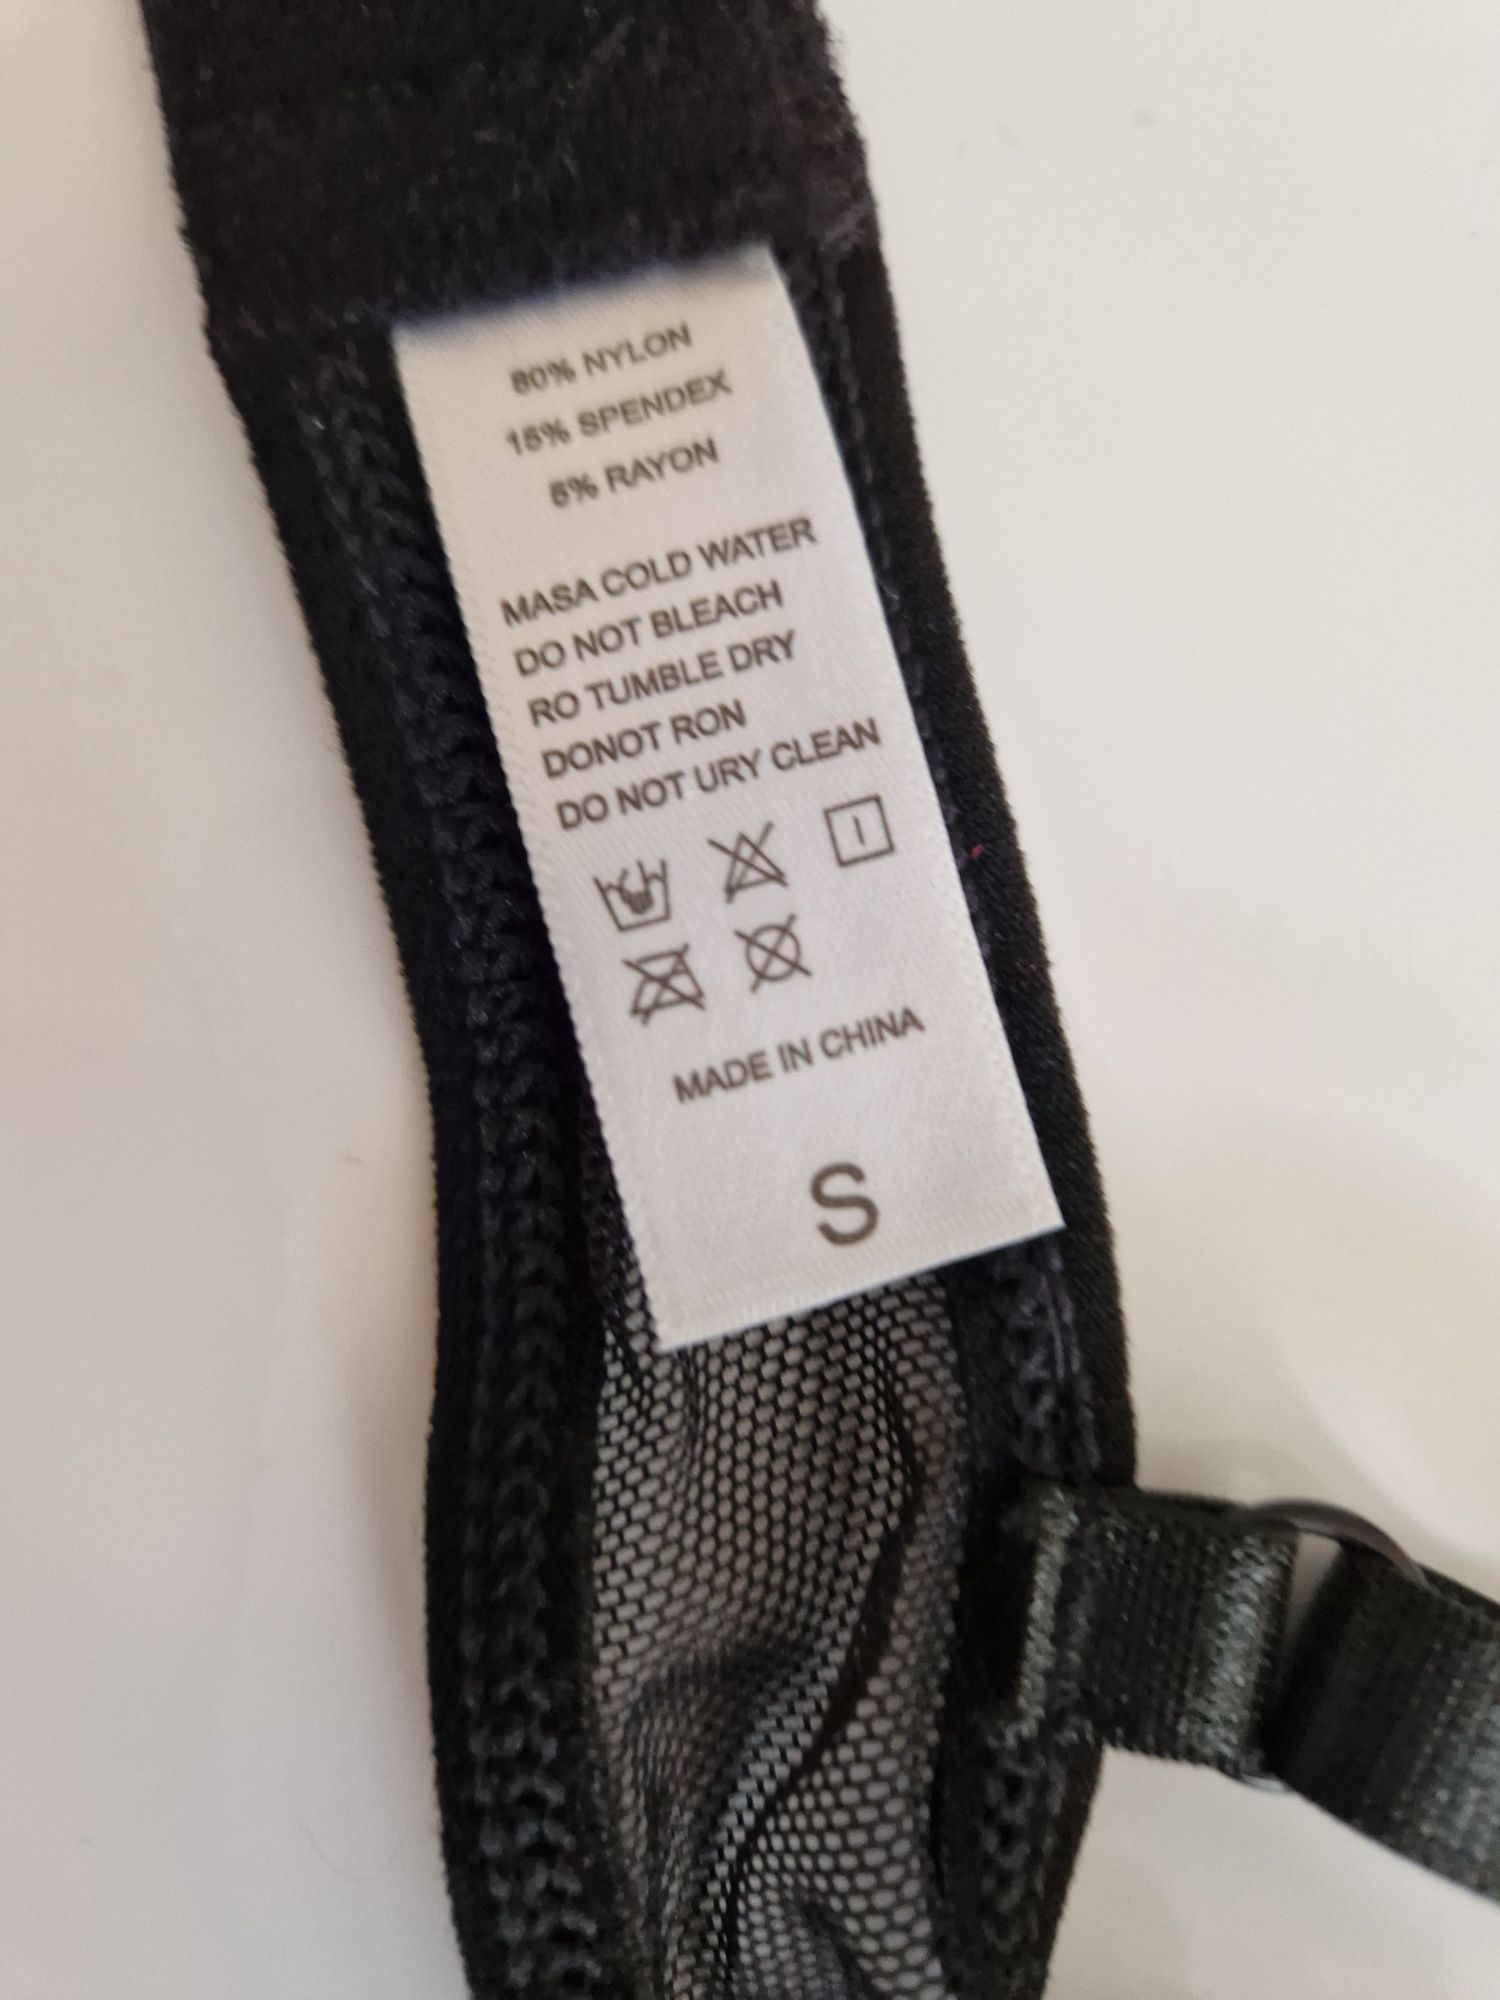 80% NYLON
15% SPENDEX
5% RAYON
MASA COLD WATER
DO NOT BLEACH
RO TUMBLE DRY
DONOT RON
DO NOT URY CLEAN
MADE IN CHINA
S